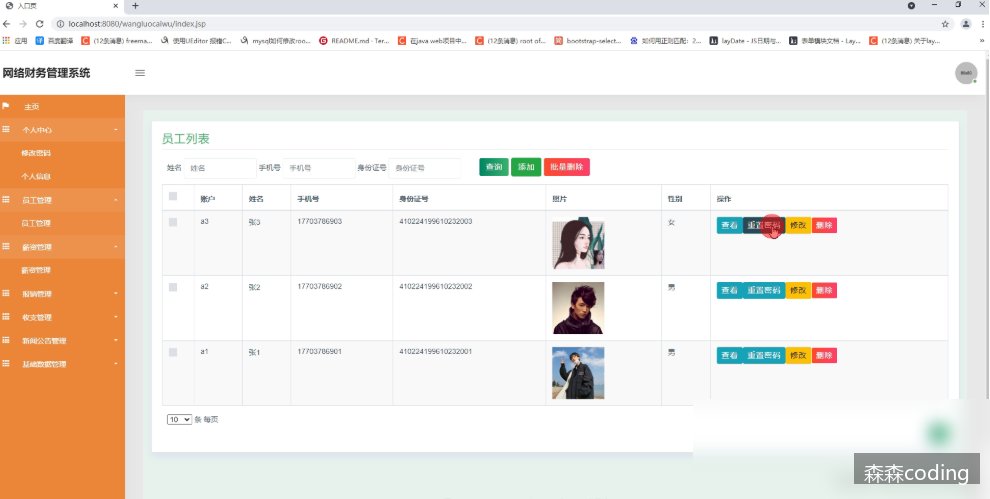 入口页
localhost:8080/wangluocaiwu/index.jsp
应用 百度翻译 (12条消息) freema... 使用UEditor 报错C... mysql如何修改roo... README.md · Ter... 在java web项目中... (12条消息) root of... bootstrap-select... 如何用正则匹配：2... layDate - JS日期与... 表单模块文档 - Lay... (12条消息) 关于lay...
网络财务管理系统
主页
个人中心
修改密码
个人信息
员工管理
员工管理
薪资管理
薪资管理
报销管理
收支管理
新闻公告管理
基础数据管理
员工列表
姓名 姓名 手机号 手机号 身份证号 身份证号 查询 添加 批量删除
账户 姓名 手机号 身份证号 照片 性别 操作
a3 张3 17703786903 410224199610232003 女 查看 重置密码 修改 删除
a2 张2 17703786902 410224199610232002 男 查看 重置密码 修改 删除
a1 张1 17703786901 410224199610232001 男 查看 重置密码 修改 删除
10 条 每页
森森coding